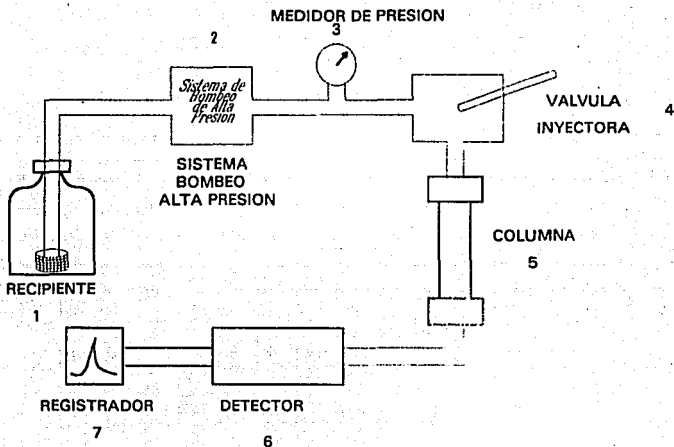 MEDIDOR DE PRESION
3
2
Sistema de
Bombeo
de Alta
Presion
SISTEMA
BOMBEO
ALTA PRESION
VALVULA
INYECTORA
4
COLUMNA
5
RECIPIENTE
1
REGISTRADOR
7
DETECTOR
6